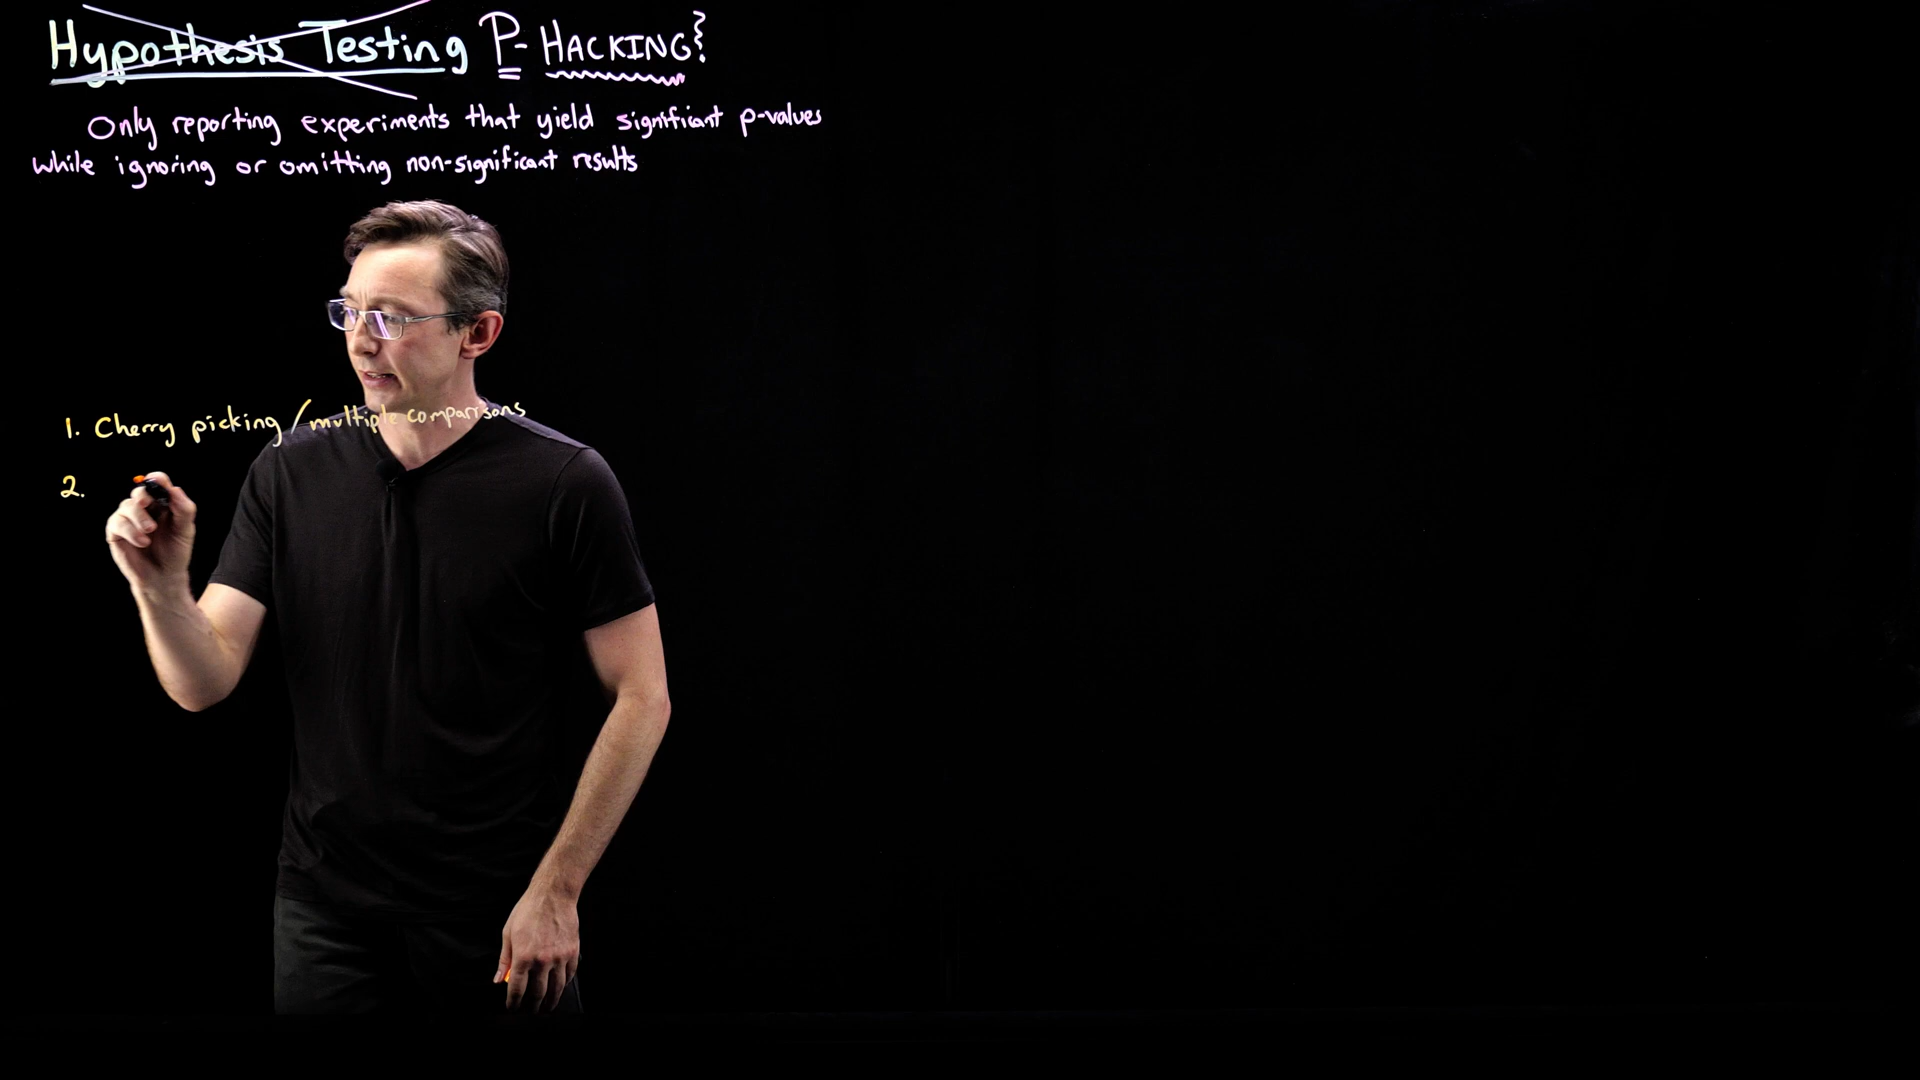 Hypothesis Testing P-HACKING
Only reporting experiments that yield significant p-values
while ignoring or omitting non-significant results
1. Cherry picking / multiple comparisons
2.